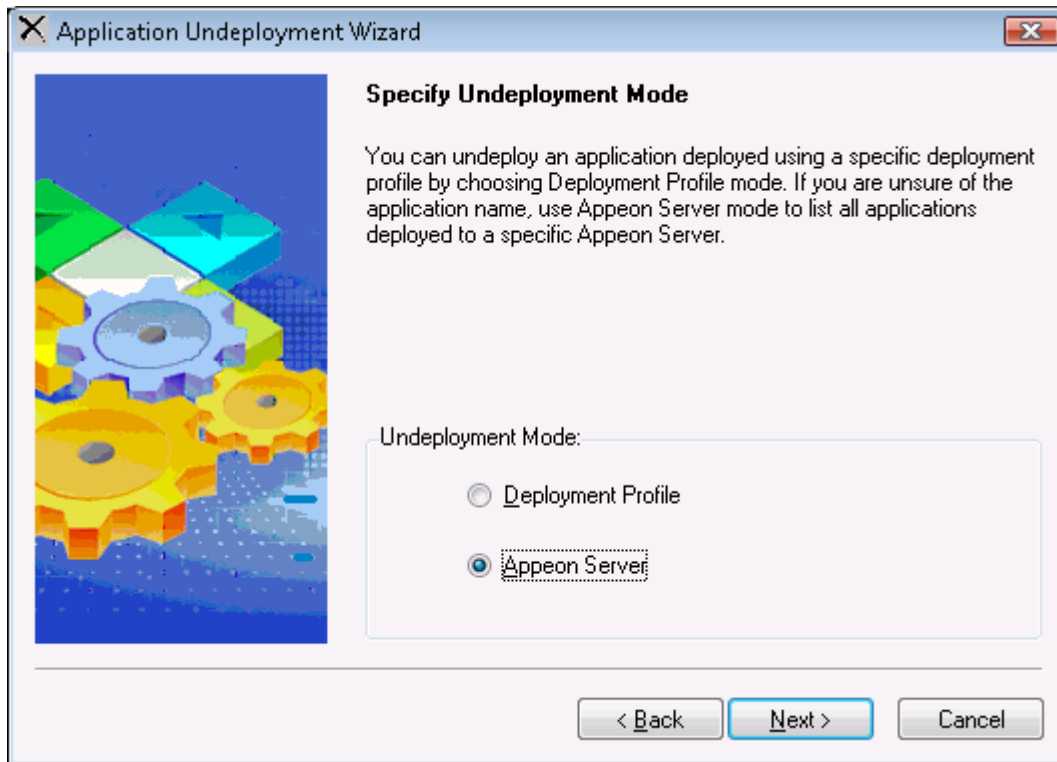 Application Undeployment Wizard
Specify Undeployment Mode
You can undeploy an application deployed using a specific deployment
profile by choosing Deployment Profile mode. If you are unsure of the
application name, use Appeon Server mode to list all applications
deployed to a specific Appeon Server.
Undeployment Mode:
Deployment Profile
Appeon Server
< Back Next > Cancel